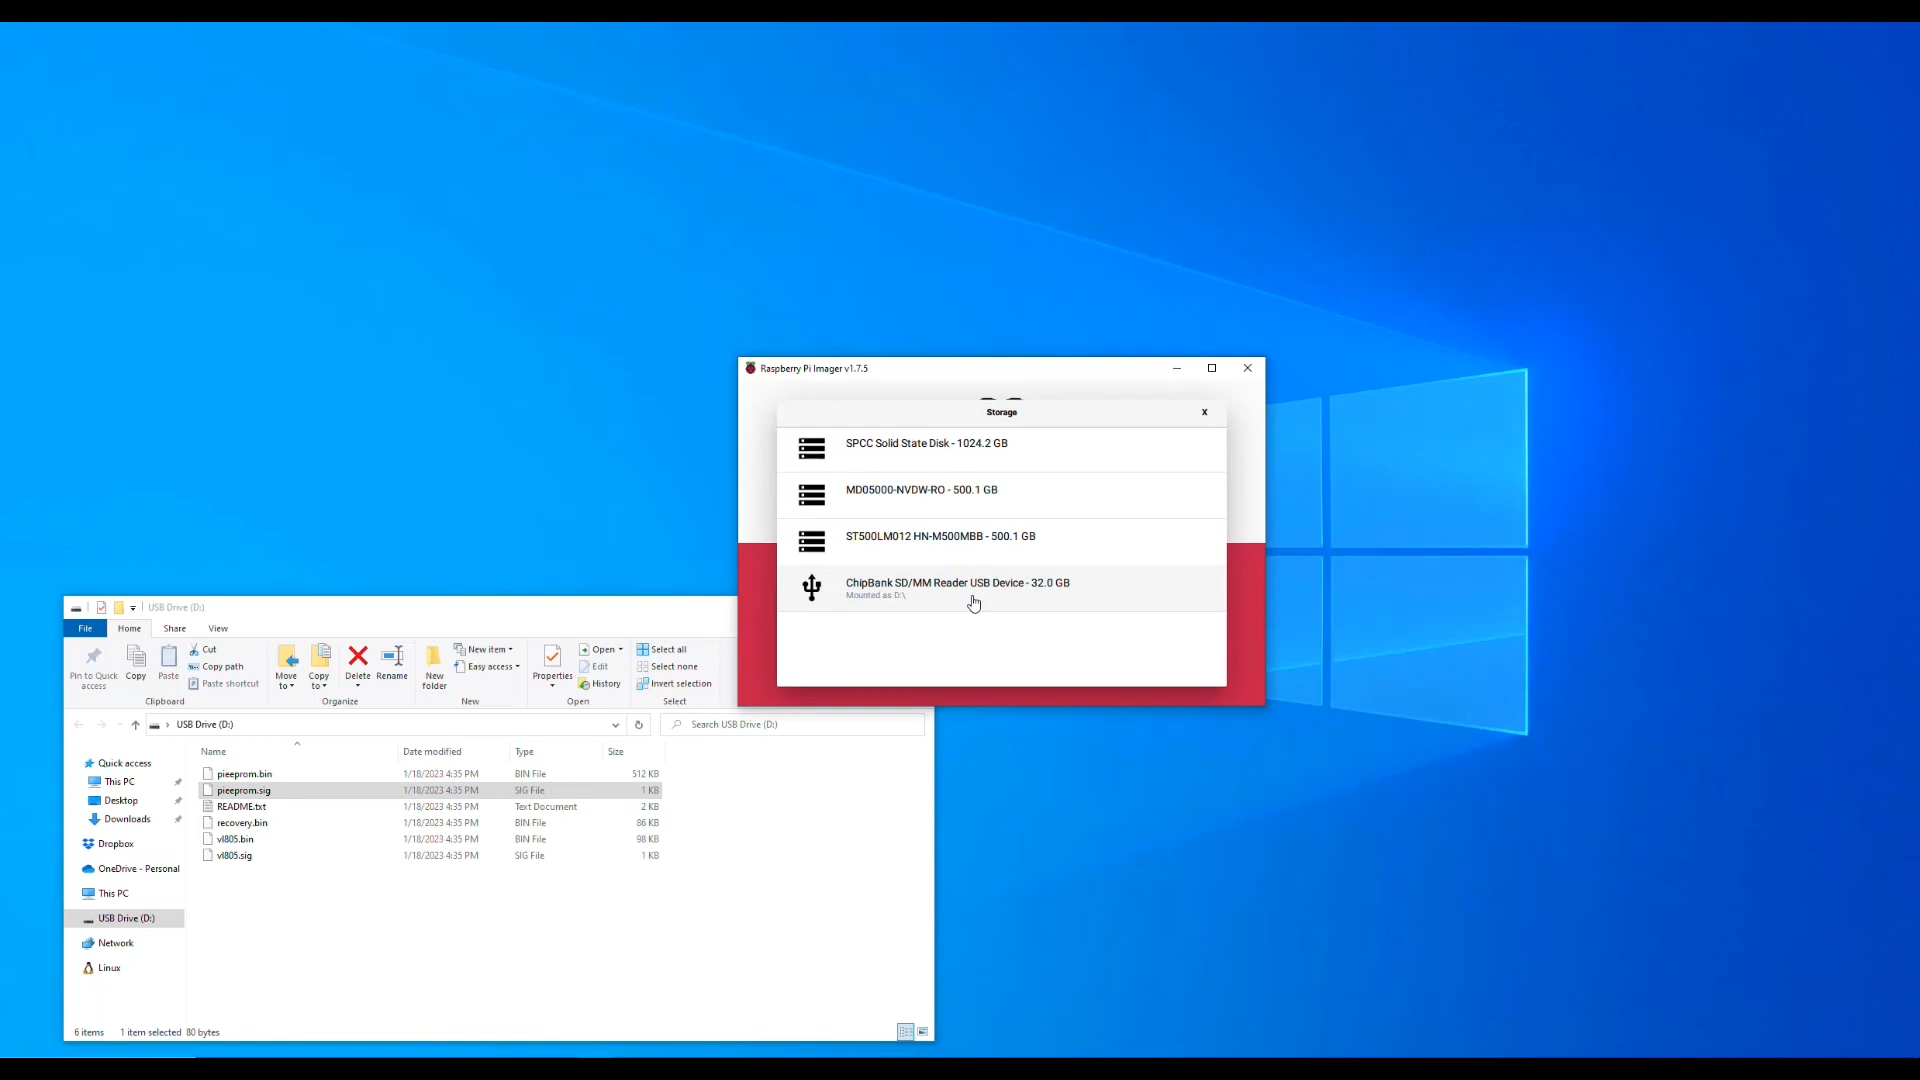 Raspberry Pi Imager v1.7.5
Storage
X
SPCC Solid State Disk - 1024.2 GB
MD05000-NVDW-RO - 500.1 GB
ST500LM012 HN-M500MBB - 500.1 GB
ChipBank SD/MM Reader USB Device - 32.0 GB
Mounted as D:\
USB Drive (D:)
File Home Share View
Pin to Quick access
Copy
Paste
Cut
Copy path
Paste shortcut
Clipboard
Move to
Copy to
Delete
Rename
Organize
New folder
New item
Easy access
New
Properties
Open
Edit
History
Open
Select all
Select none
Invert selection
Select
USB Drive (D:)
Search USB Drive (D:)
Quick access
This PC
Desktop
Downloads
Dropbox
OneDrive - Personal
This PC
USB Drive (D:)
Network
Linux
Name Date modified Type Size
pieeprom.bin 1/18/2023 4:35 PM BIN File 512 KB
pieeprom.sig 1/18/2023 4:35 PM SIG File 1 KB
README.txt 1/18/2023 4:35 PM Text Document 2 KB
recovery.bin 1/18/2023 4:35 PM BIN File 86 KB
vl805.bin 1/18/2023 4:35 PM BIN File 98 KB
vl805.sig 1/18/2023 4:35 PM SIG File 1 KB
6 items 1 item selected 80 bytes